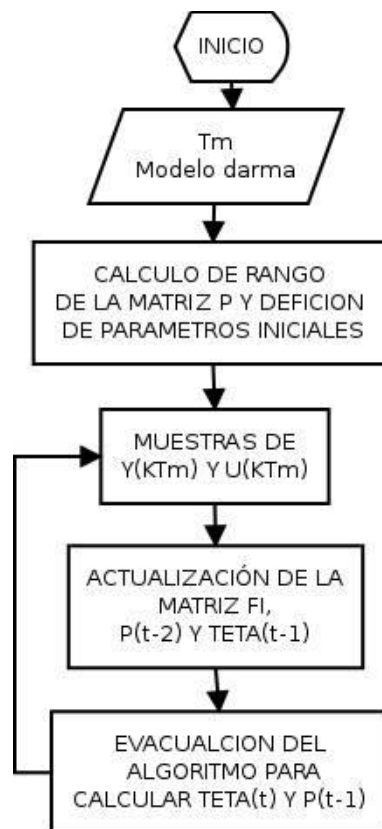 INICIO
Tm
Modelo darma
CALCULO DE RANGO
DE LA MATRIZ P Y DEFICION
DE PARAMETROS INICIALES
MUESTRAS DE
Y(KTm) Y U(KTm)
ACTUALIZACIÓN DE LA
MATRIZ FI,
P(t-2) Y TETA(t-1)
EVACUALCION DEL
ALGORITMO PARA
CALCULAR TETA(t) Y P(t-1)